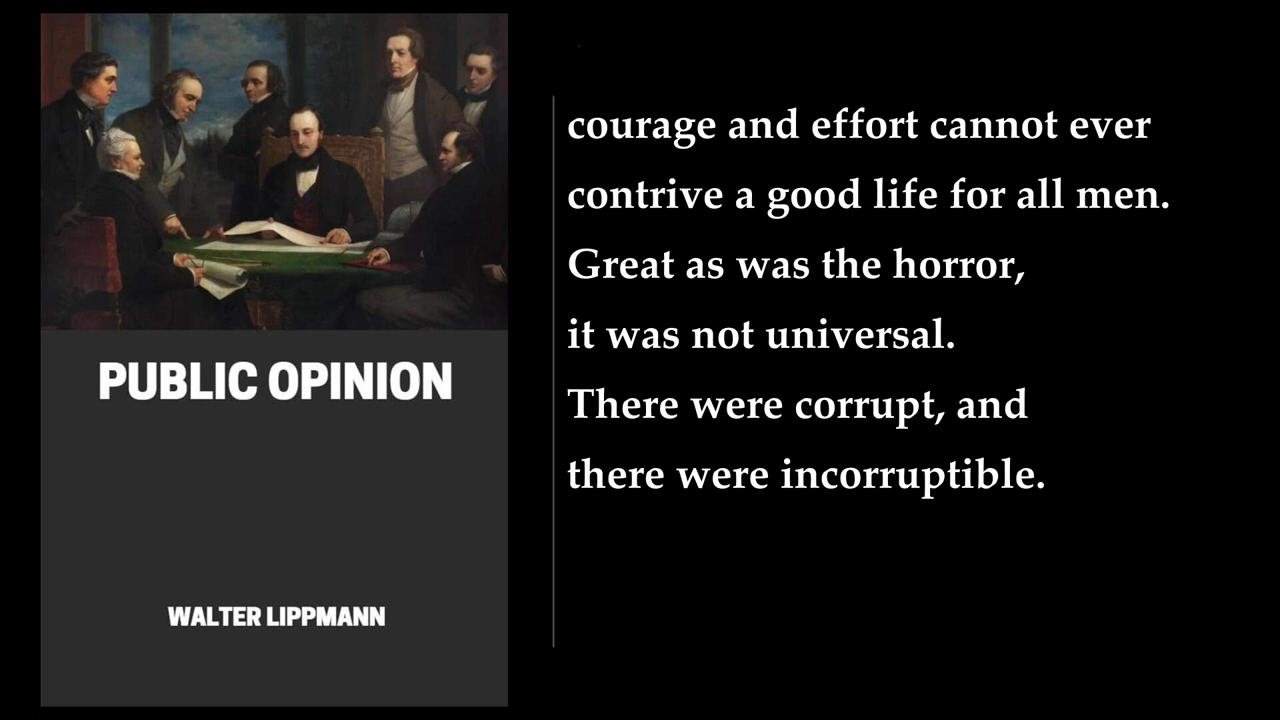 PUBLIC OPINION
WALTER LIPPMANN
courage and effort cannot ever
contrive a good life for all men.
Great as was the horror,
it was not universal.
There were corrupt, and
there were incorruptible.